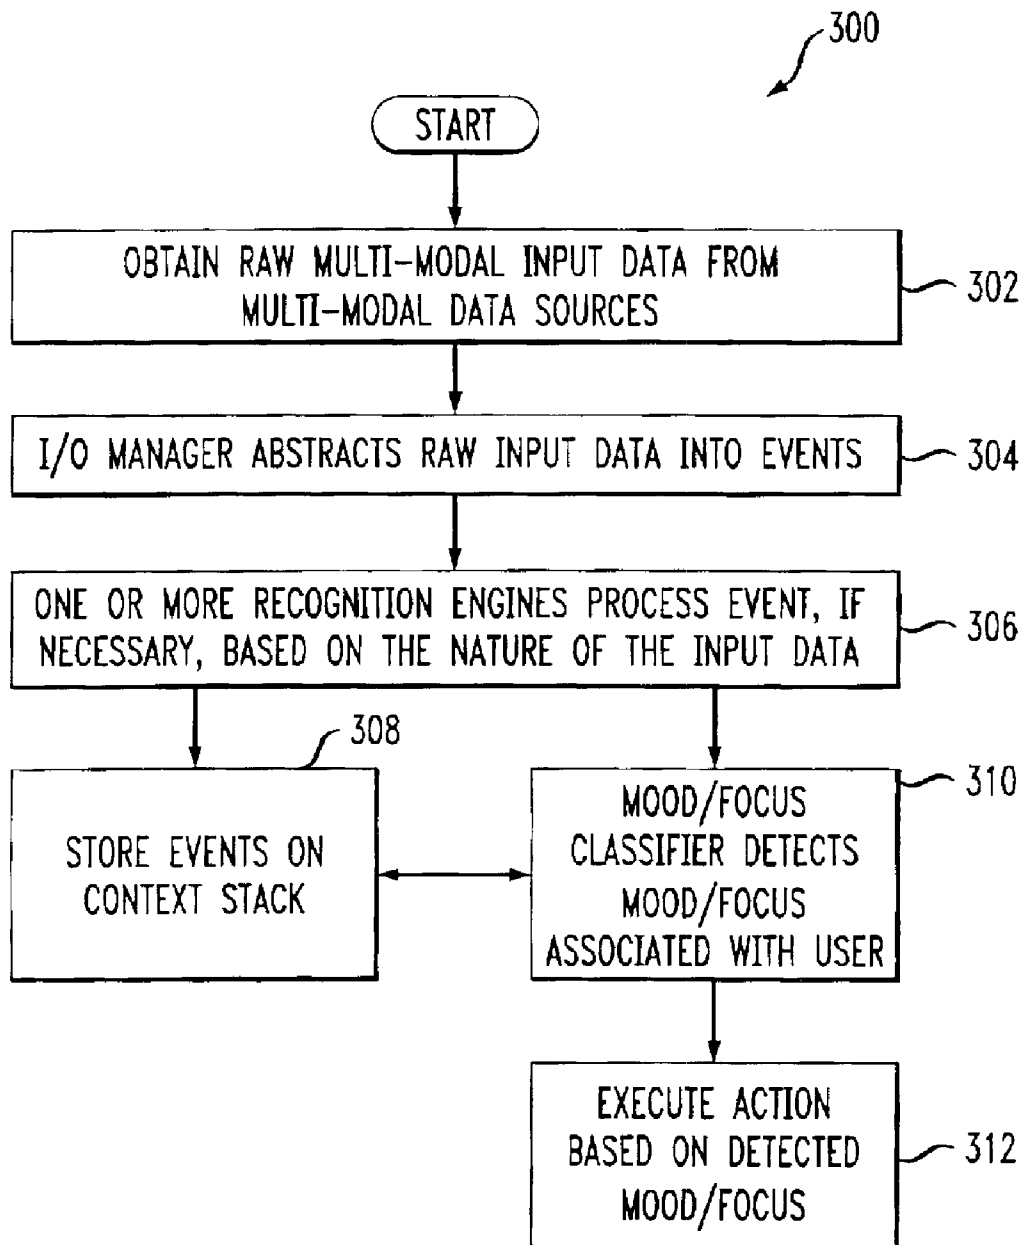 300
START
OBTAIN RAW MULTI-MODAL INPUT DATA FROM
MULTI-MODAL DATA SOURCES
302
I/O MANAGER ABSTRACTS RAW INPUT DATA INTO EVENTS
304
ONE OR MORE RECOGNITION ENGINES PROCESS EVENT, IF
NECESSARY, BASED ON THE NATURE OF THE INPUT DATA
306
308
STORE EVENTS ON
CONTEXT STACK
310
MOOD/FOCUS
CLASSIFIER DETECTS
MOOD/FOCUS
ASSOCIATED WITH USER
EXECUTE ACTION
BASED ON DETECTED
MOOD/FOCUS
312